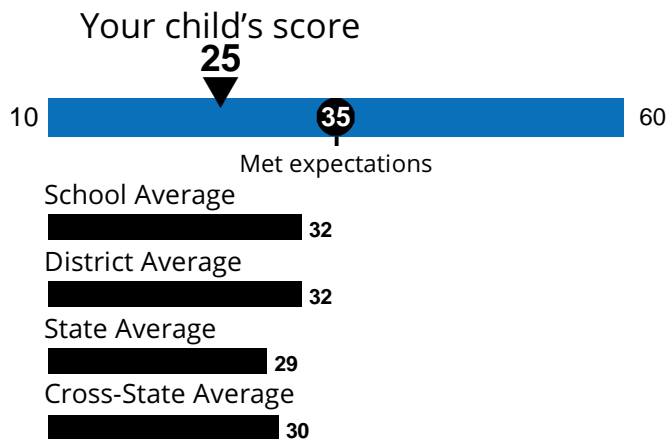 Your child's score
25
10 35 60
Met expectations
School Average
32
District Average
32
State Average
29
Cross-State Average
30